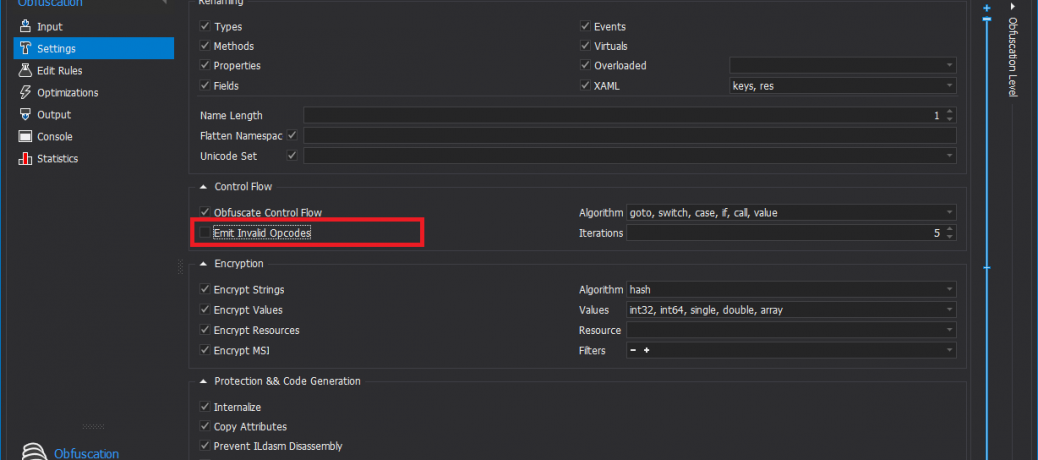 Obfuscation
Input
Settings
Edit Rules
Optimizations
Output
Console
Statistics
Obfuscation
Renaming
Types
Events
Methods
Virtuals
Properties
Overloaded
Fields
XAML keys, res
Name Length 1
Flatten Namespac
Unicode Set
Control Flow
Obfuscate Control Flow
Algorithm goto, switch, case, if, call, value
Emit Invalid Opcodes
Iterations 5
Encryption
Encrypt Strings
Algorithm hash
Encrypt Values
Values int32, int64, single, double, array
Encrypt Resources
Resource
Encrypt MSI
Filters − +
Protection && Code Generation
Internalize
Copy Attributes
Prevent ILdasm Disassembly
Obfuscation Level